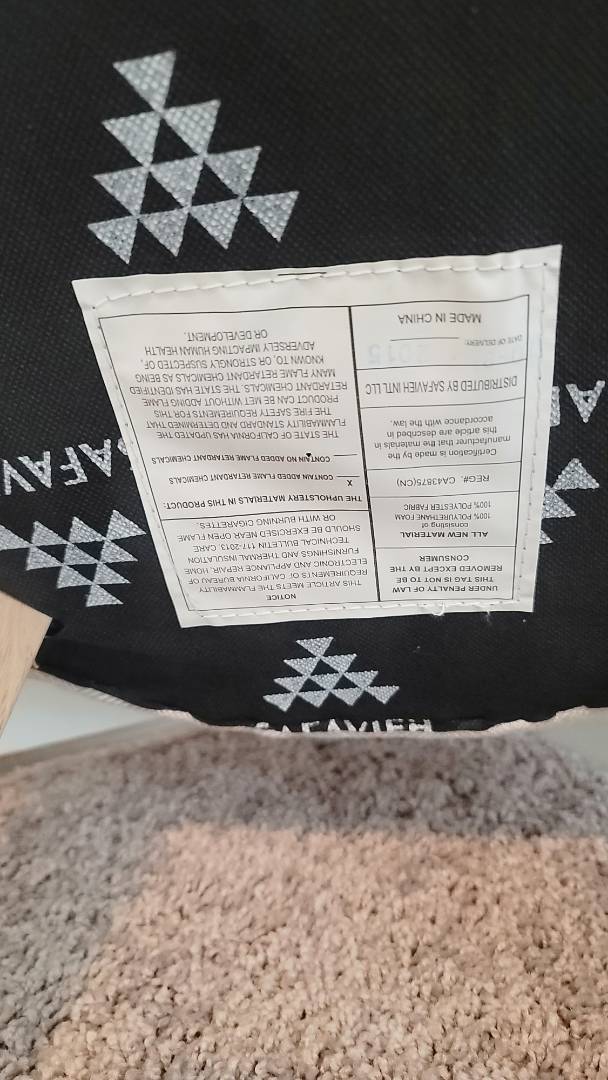 UNDER PENALTY OF LAW
THIS TAG IS NOT TO BE
REMOVED EXCEPT BY THE
CONSUMER
ALL NEW MATERIAL
consisting of
100% POLYURETHANE FOAM
100% POLYESTER FABRIC
REG#. CA43875(CN)
Certification is made by the
manufacturer that the materials in
this article are described in
accordance with the law.
DISTRIBUTED BY SAFAVIEH INT'L LLC
DATE OF DELIVERY:
MADE IN CHINA
NOTICE
THIS ARTICLE MEETS THE FLAMMABILITY
REQUIREMENTS OF CALIFORNIA BUREAU OF
ELECTRONIC AND APPLIANCE REPAIR, HOME
FURNISHINGS AND THERMAL INSULATION
TECHNICAL BULLETIN 117-2013. CARE
SHOULD BE EXERCISED NEAR OPEN FLAME
OR WITH BURNING CIGARETTES.
THE UPHOLSTERY MATERIALS IN THIS PRODUCT:
X CONTAIN ADDED FLAME RETARDANT CHEMICALS
CONTAIN NO ADDED FLAME RETARDANT CHEMICALS
THE STATE OF CALIFORNIA HAS UPDATED THE
FLAMMABILITY STANDARD AND DETERMINED THAT
THE FIRE SAFETY REQUIREMENTS FOR THIS
PRODUCT CAN BE MET WITHOUT ADDING FLAME
RETARDANT CHEMICALS. THE STATE HAS IDENTIFIED
MANY FLAME RETARDANT CHEMICALS AS BEING
KNOWN TO, OR STRONGLY SUSPECTED OF,
ADVERSELY IMPACTING HUMAN HEALTH
OR DEVELOPMENT.
SAFAVIEH